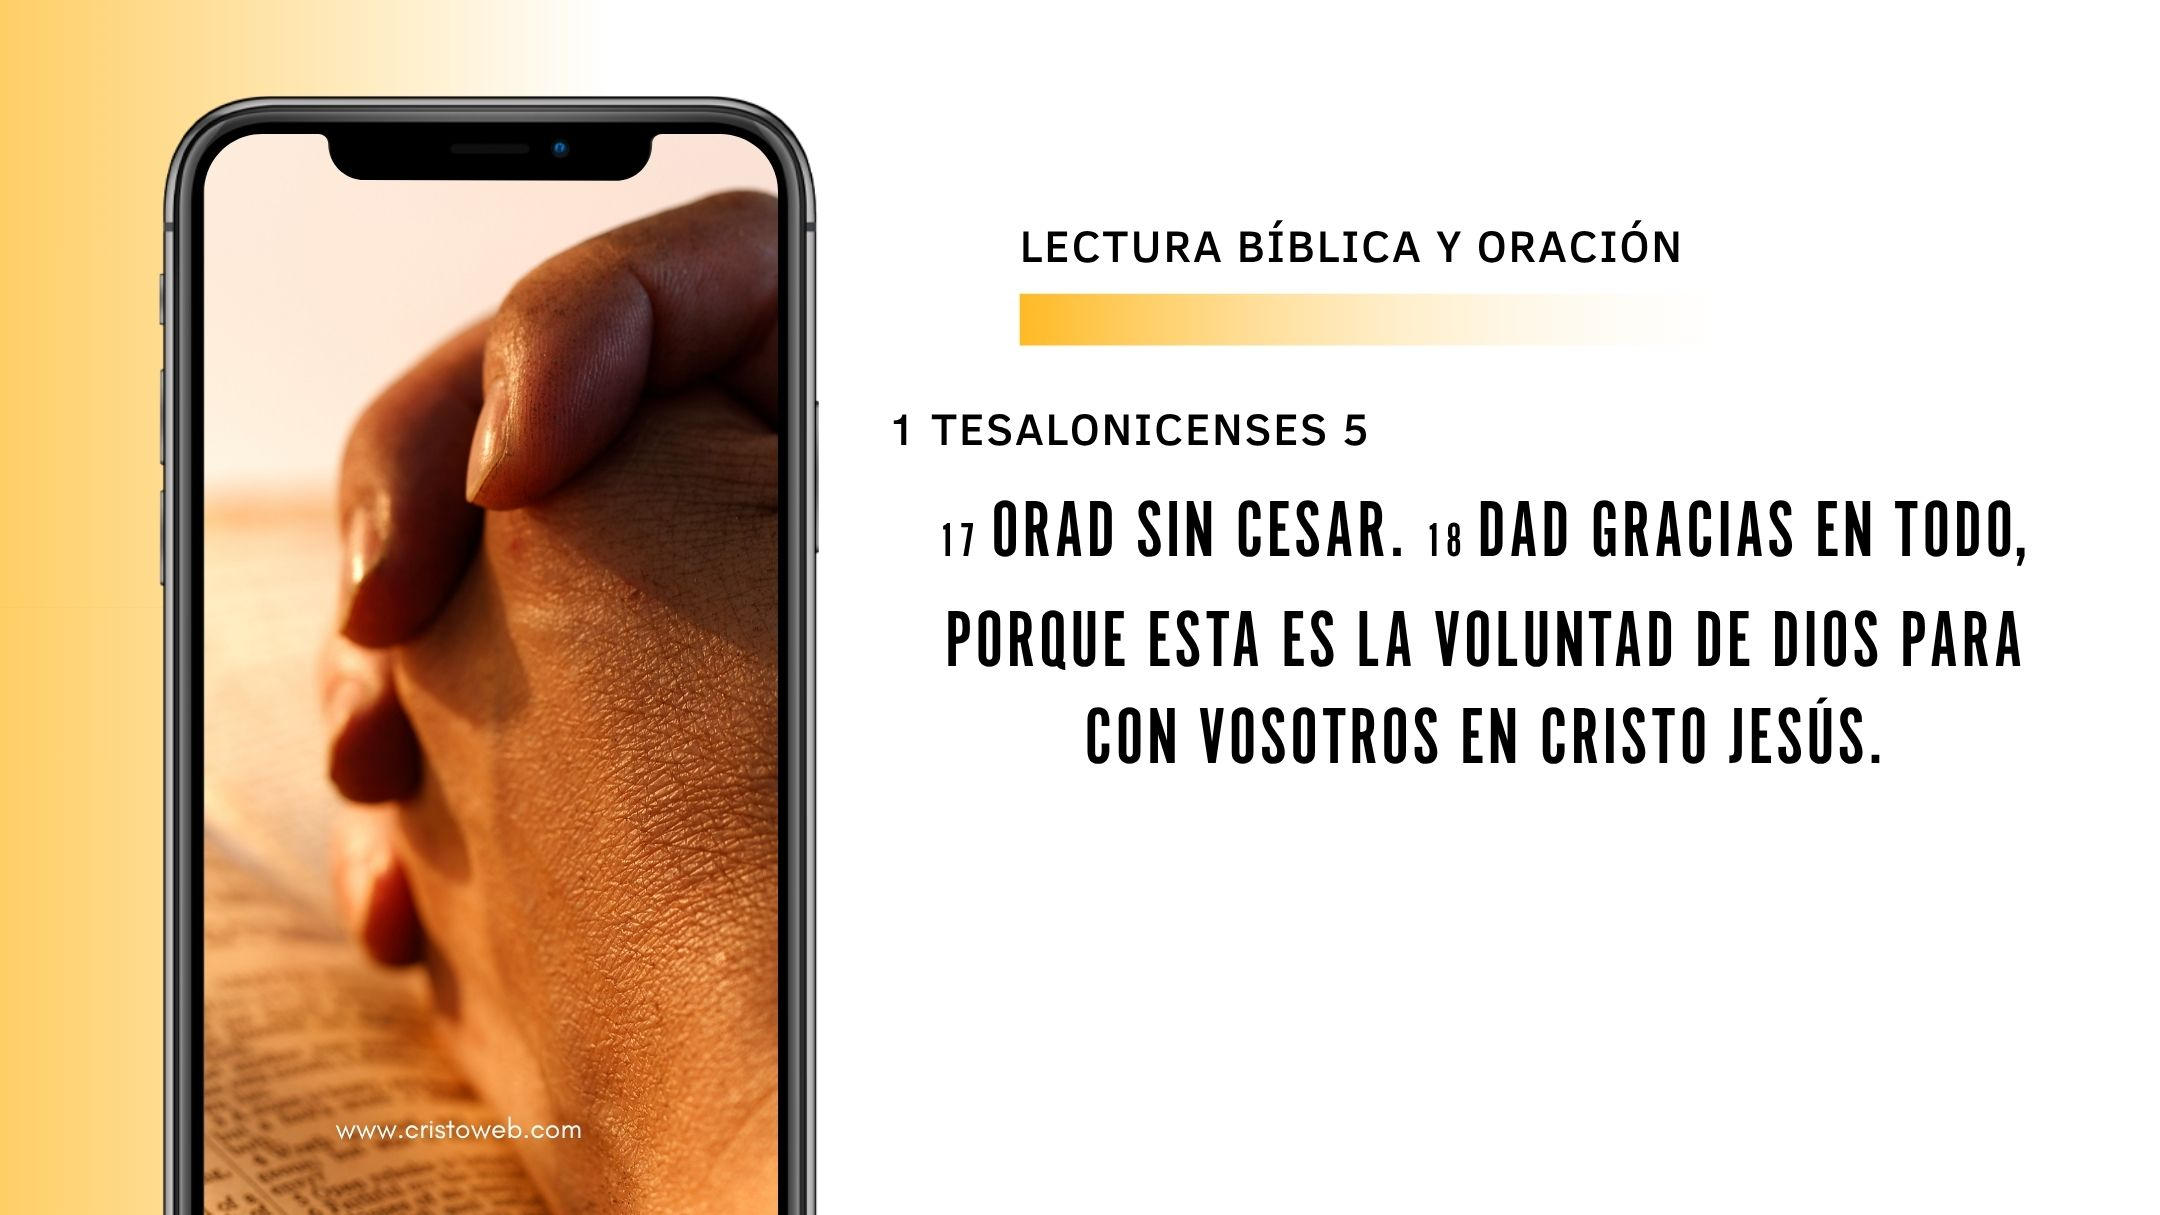 LECTURA BÍBLICA Y ORACIÓN
1 TESALONICENSES 5
17 ORAD SIN CESAR. 18 DAD GRACIAS EN TODO,
PORQUE ESTA ES LA VOLUNTAD DE DIOS PARA
CON VOSOTROS EN CRISTO JESÚS.
www.cristoweb.com